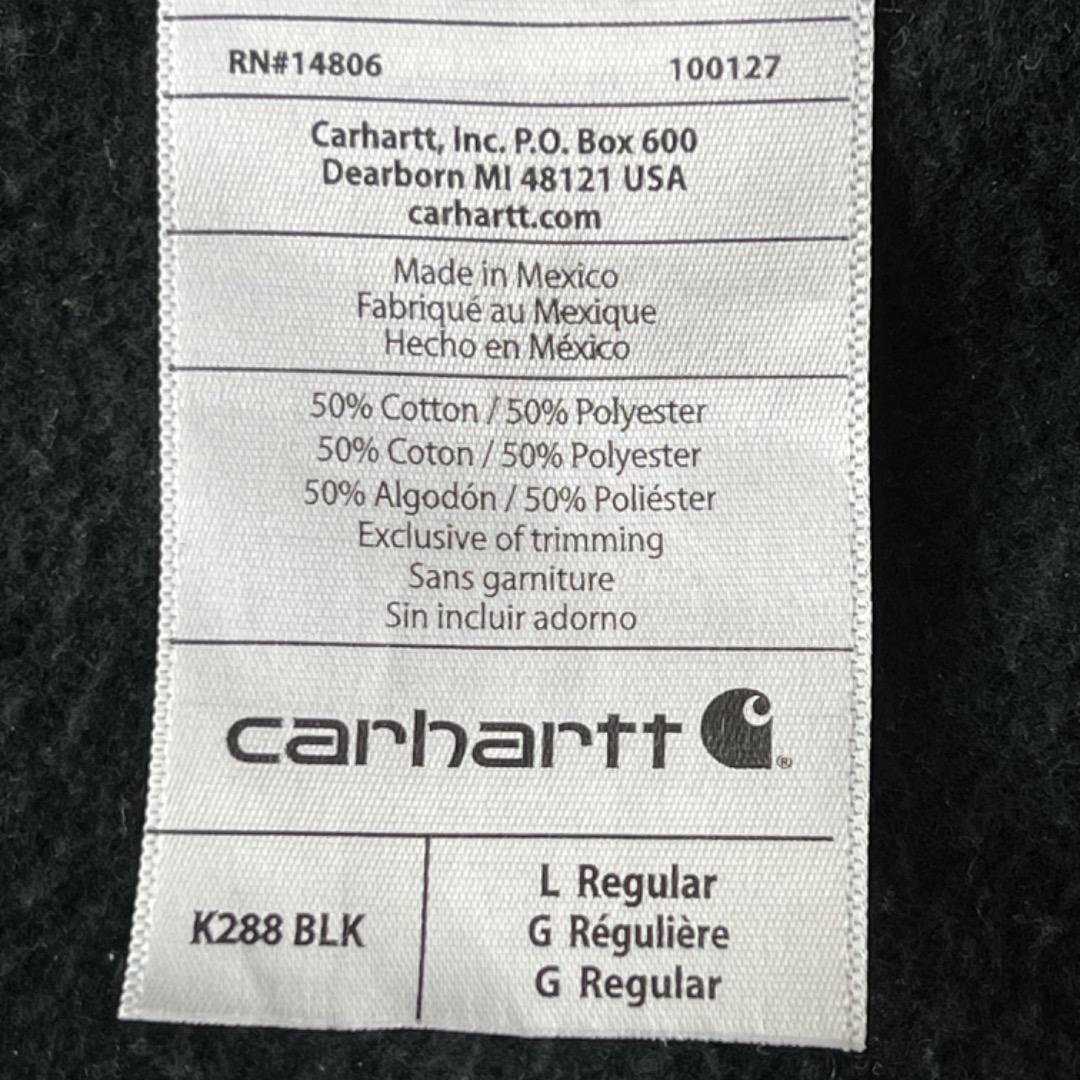 RN#14806 100127
Carhartt, Inc. P.O. Box 600
Dearborn MI 48121 USA
carhartt.com
Made in Mexico
Fabriqué au Mexique
Hecho en México
50% Cotton / 50% Polyester
50% Coton / 50% Polyester
50% Algodón / 50% Poliéster
Exclusive of trimming
Sans garniture
Sin incluir adorno
carhartt ®
K288 BLK
L Regular
G Régulière
G Regular